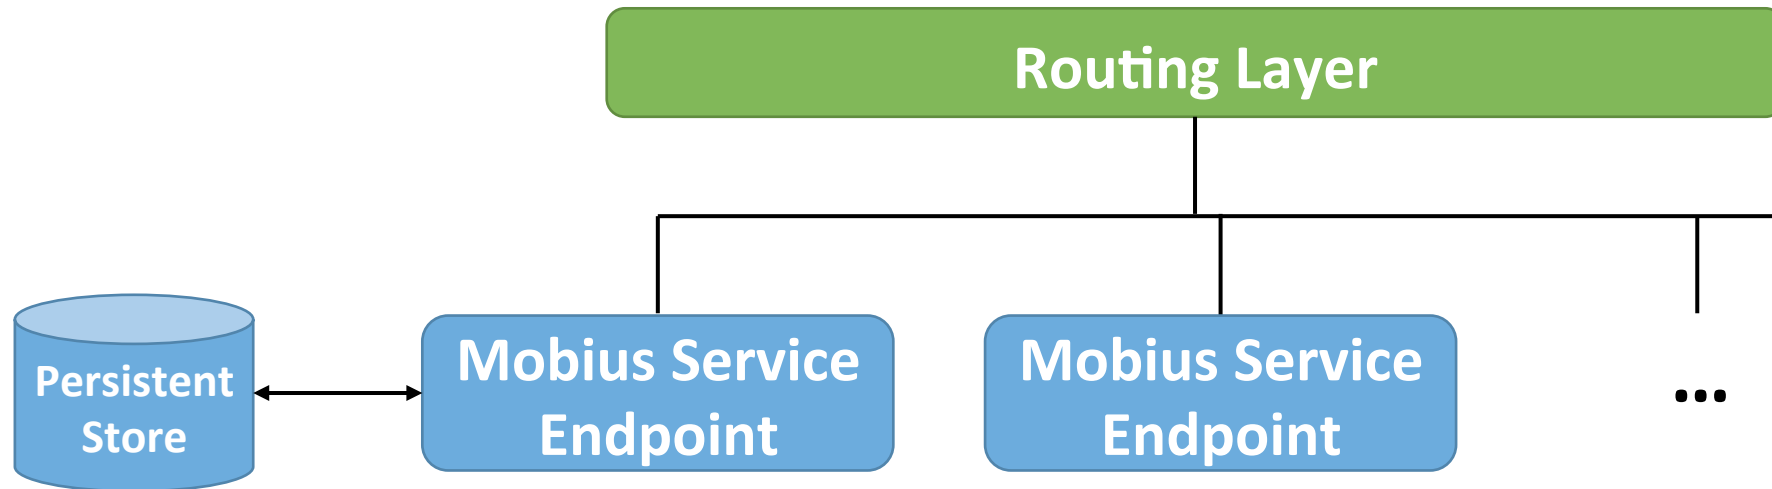 Routing Layer
Persistent
Store
Mobius Service
Endpoint
Mobius Service
Endpoint
...